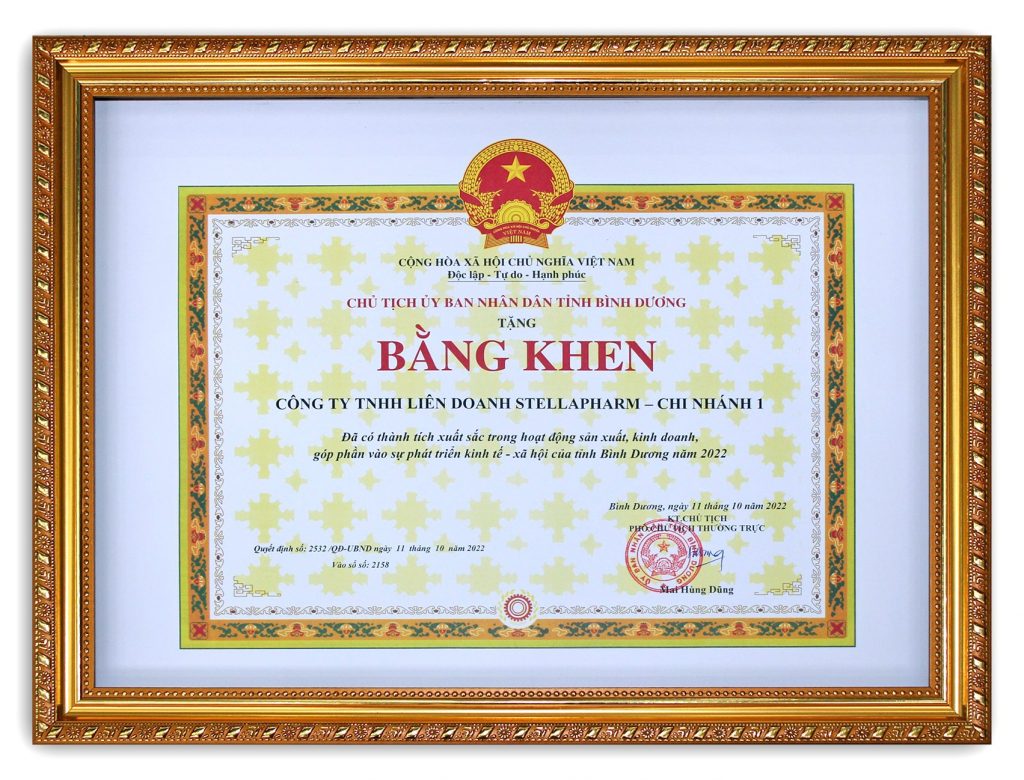 CỘNG HÒA XÃ HỘI CHỦ NGHĨA VIỆT NAM
Độc lập - Tự do - Hạnh phúc
CHỦ TỊCH ỦY BAN NHÂN DÂN TỈNH BÌNH DƯƠNG
TẶNG
BẰNG KHEN
CÔNG TY TNHH LIÊN DOANH STELLAPHARM – CHI NHÁNH 1
Đã có thành tích xuất sắc trong hoạt động sản xuất, kinh doanh,
góp phần vào sự phát triển kinh tế - xã hội của tỉnh Bình Dương năm 2022
Bình Dương, ngày 11 tháng 10 năm 2022
KT.CHỦ TỊCH
PHÓ CHỦ TỊCH THƯỜNG TRỰC
Quyết định số: 2532 /QĐ-UBND ngày 11 tháng 10 năm 2022
Vào sổ số: 2158
Mai Hùng Dũng